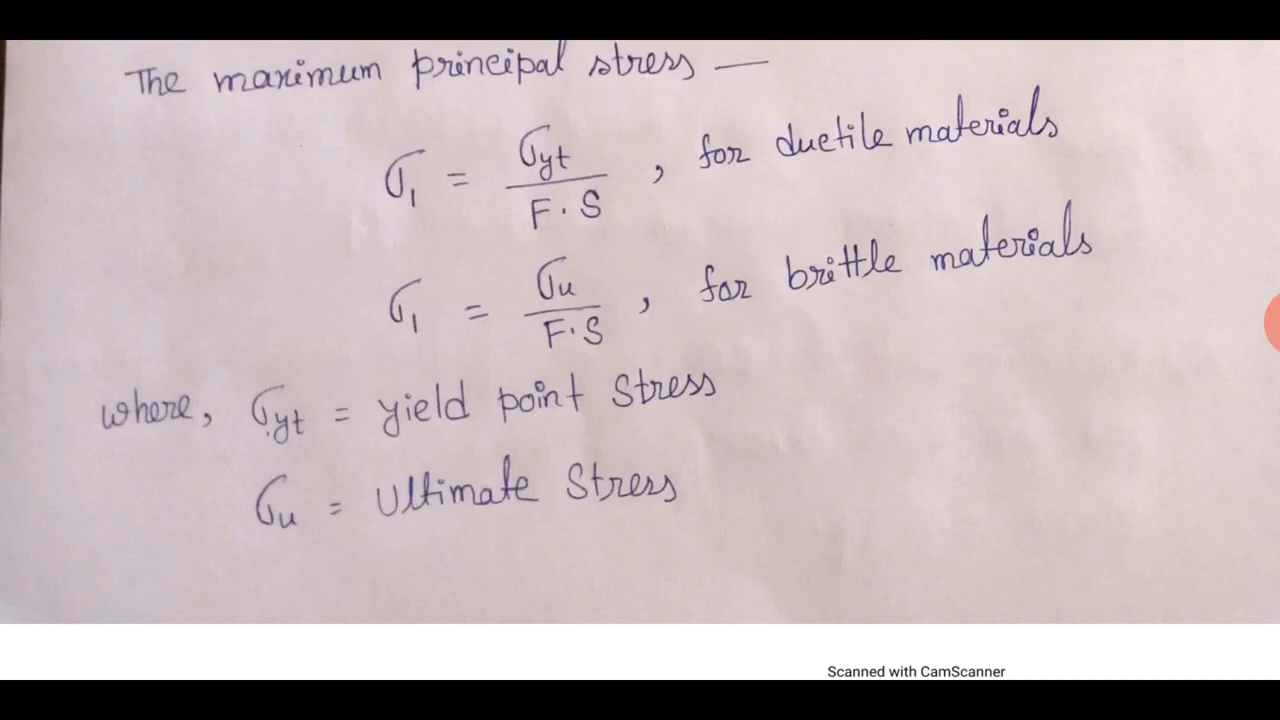 The maximum principal stress —
σ₁ = σyt / F.S , for ductile materials
σ₁ = σu / F.S , for brittle materials
where, σyt = yield point stress
σu = Ultimate stress
Scanned with CamScanner